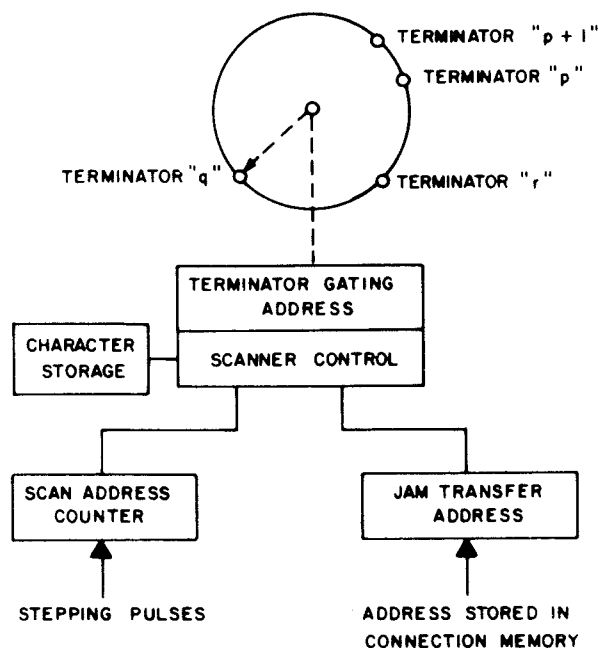 TERMINATOR "p + 1"
TERMINATOR "p"
TERMINATOR "q"
TERMINATOR "r"
TERMINATOR GATING
ADDRESS
CHARACTER
STORAGE
SCANNER CONTROL
SCAN ADDRESS
COUNTER
JAM TRANSFER
ADDRESS
STEPPING PULSES
ADDRESS STORED IN
CONNECTION MEMORY